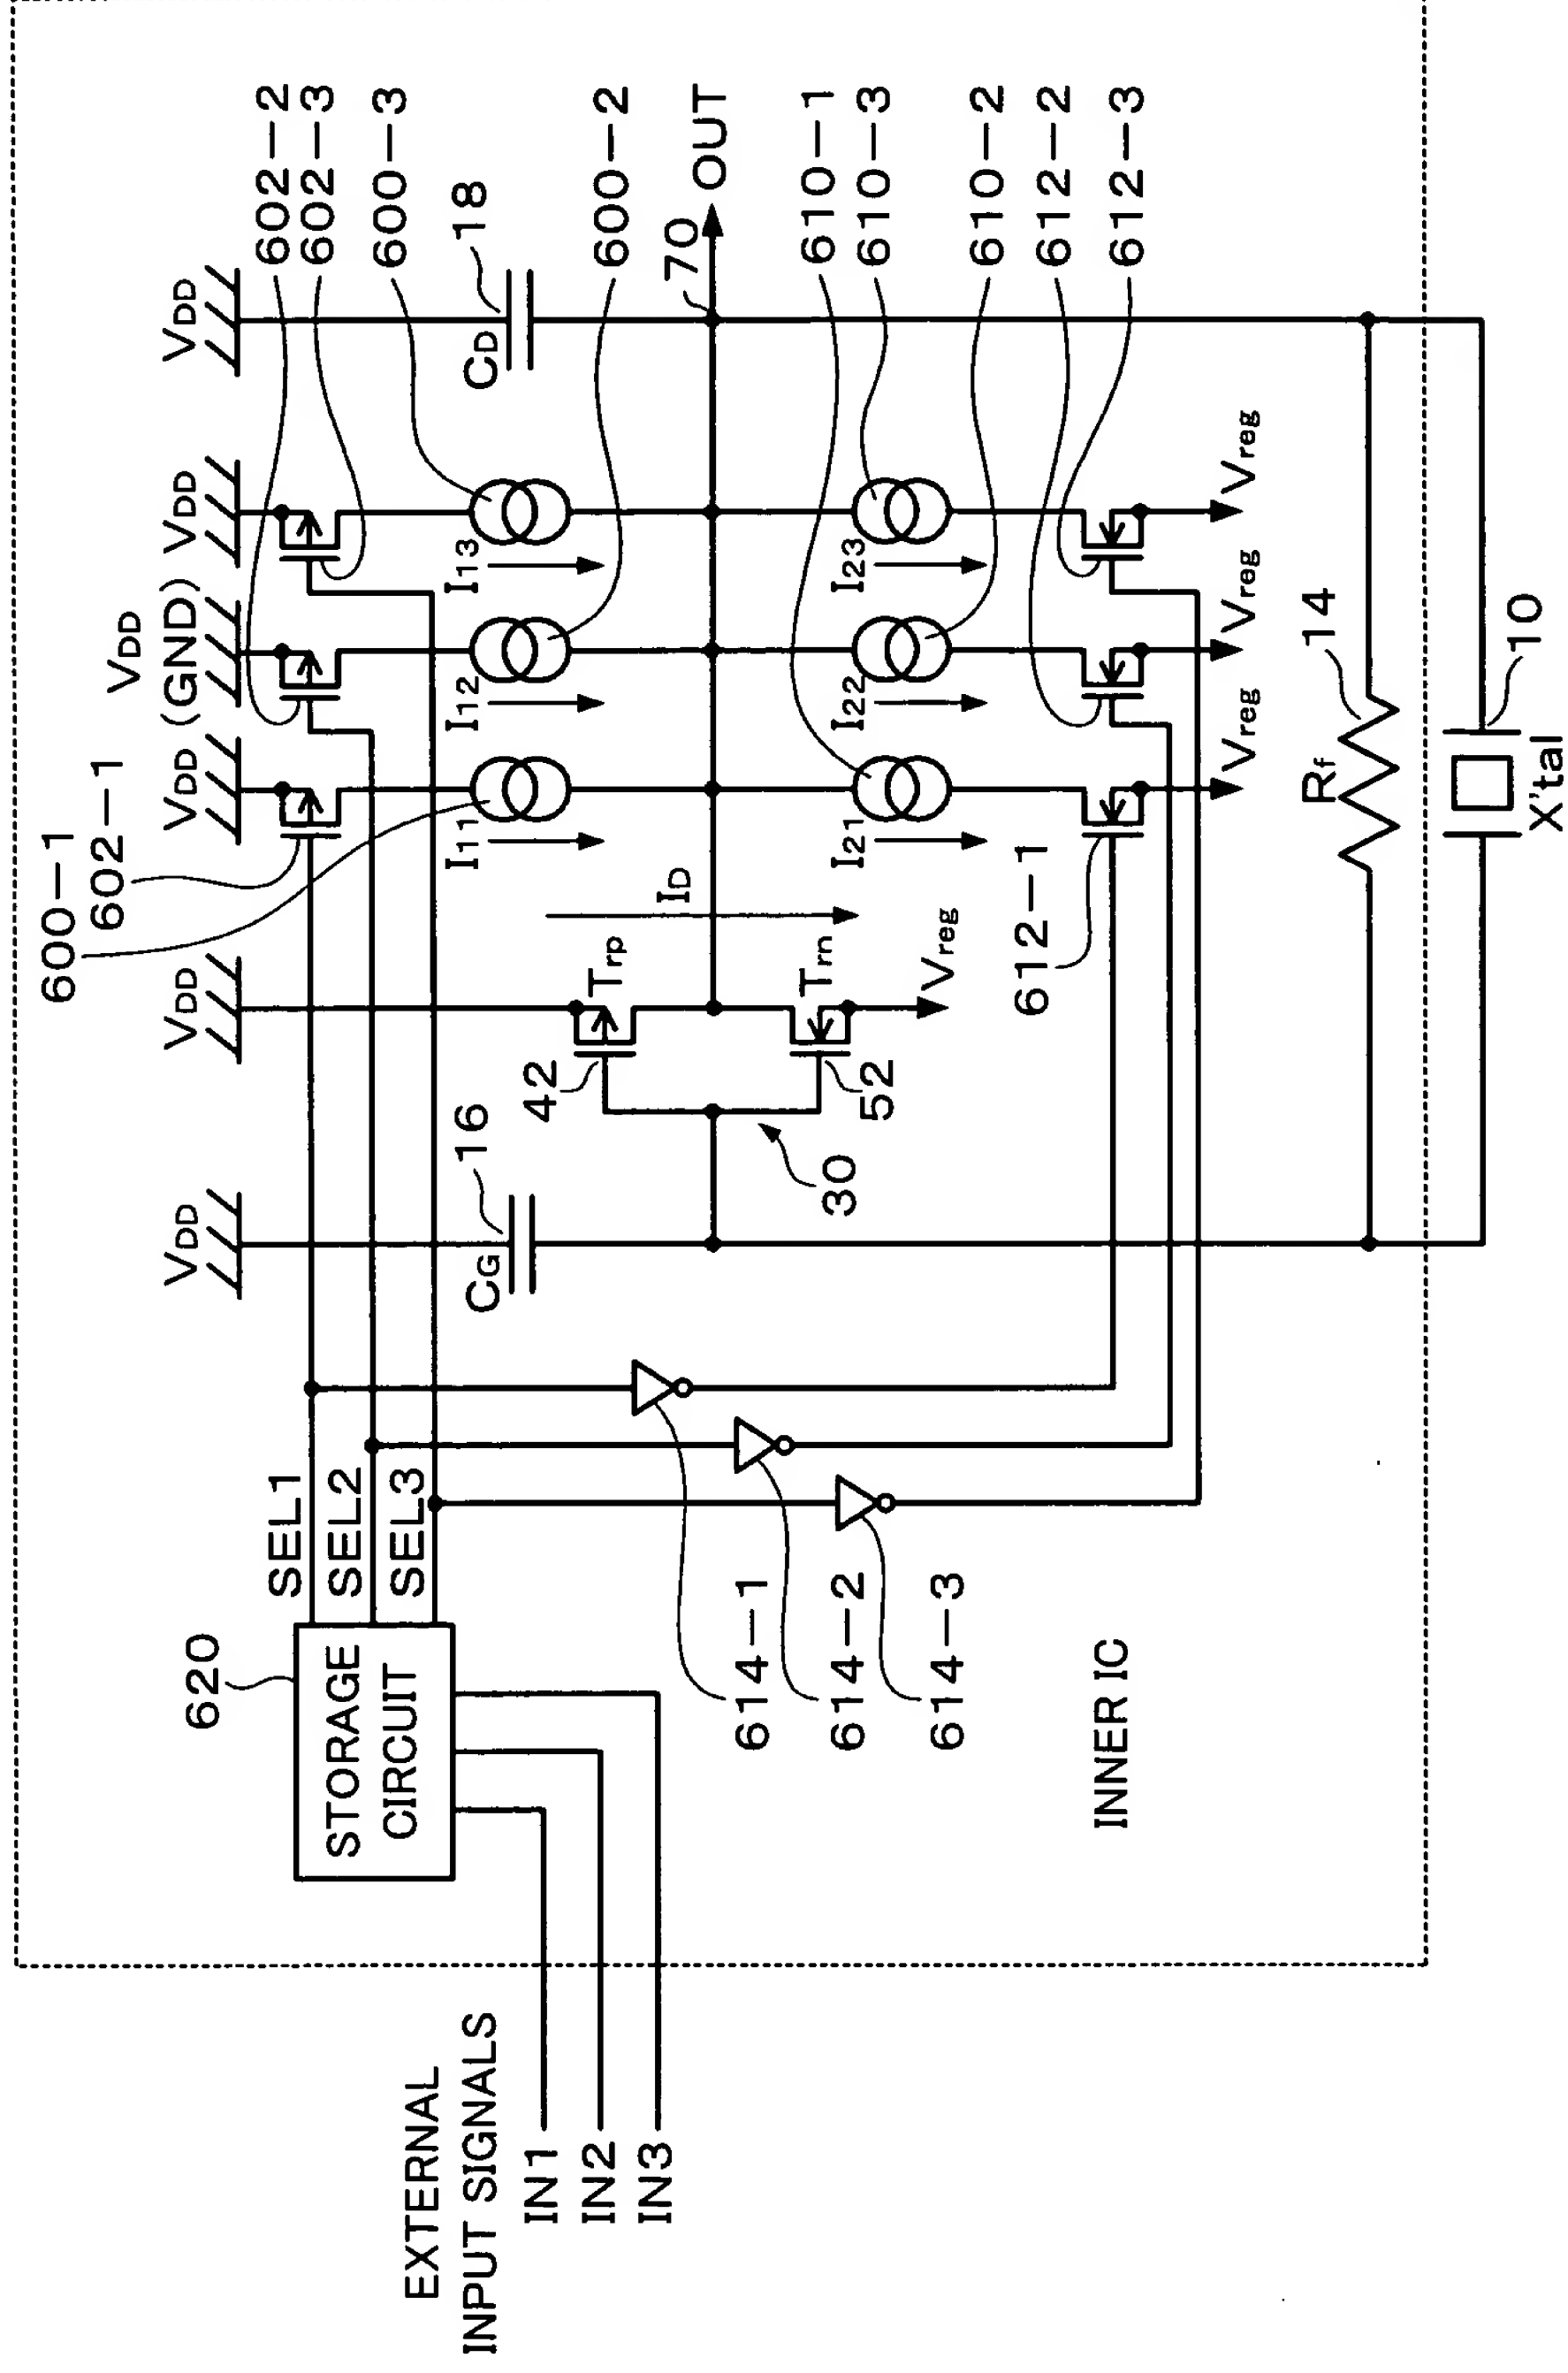 602-2
602-3
600-3
18
600-2
70
OUT
610-1
610-3
610-2
612-2
612-3
VDD
CD
VDD
VDD
(GND)
VDD
I13
I12
I11
I23
I22
I21
Vreg
Vreg
Vreg
600-1
602-1
ID
612-1
14
Rf
10
X'tal
VDD
Trp
Trn
Vreg
42
52
30
VDD
16
CG
SEL1
SEL2
SEL3
620
STORAGE
CIRCUIT
614-1
614-2
614-3
INNER IC
EXTERNAL
INPUT SIGNALS
IN1
IN2
IN3